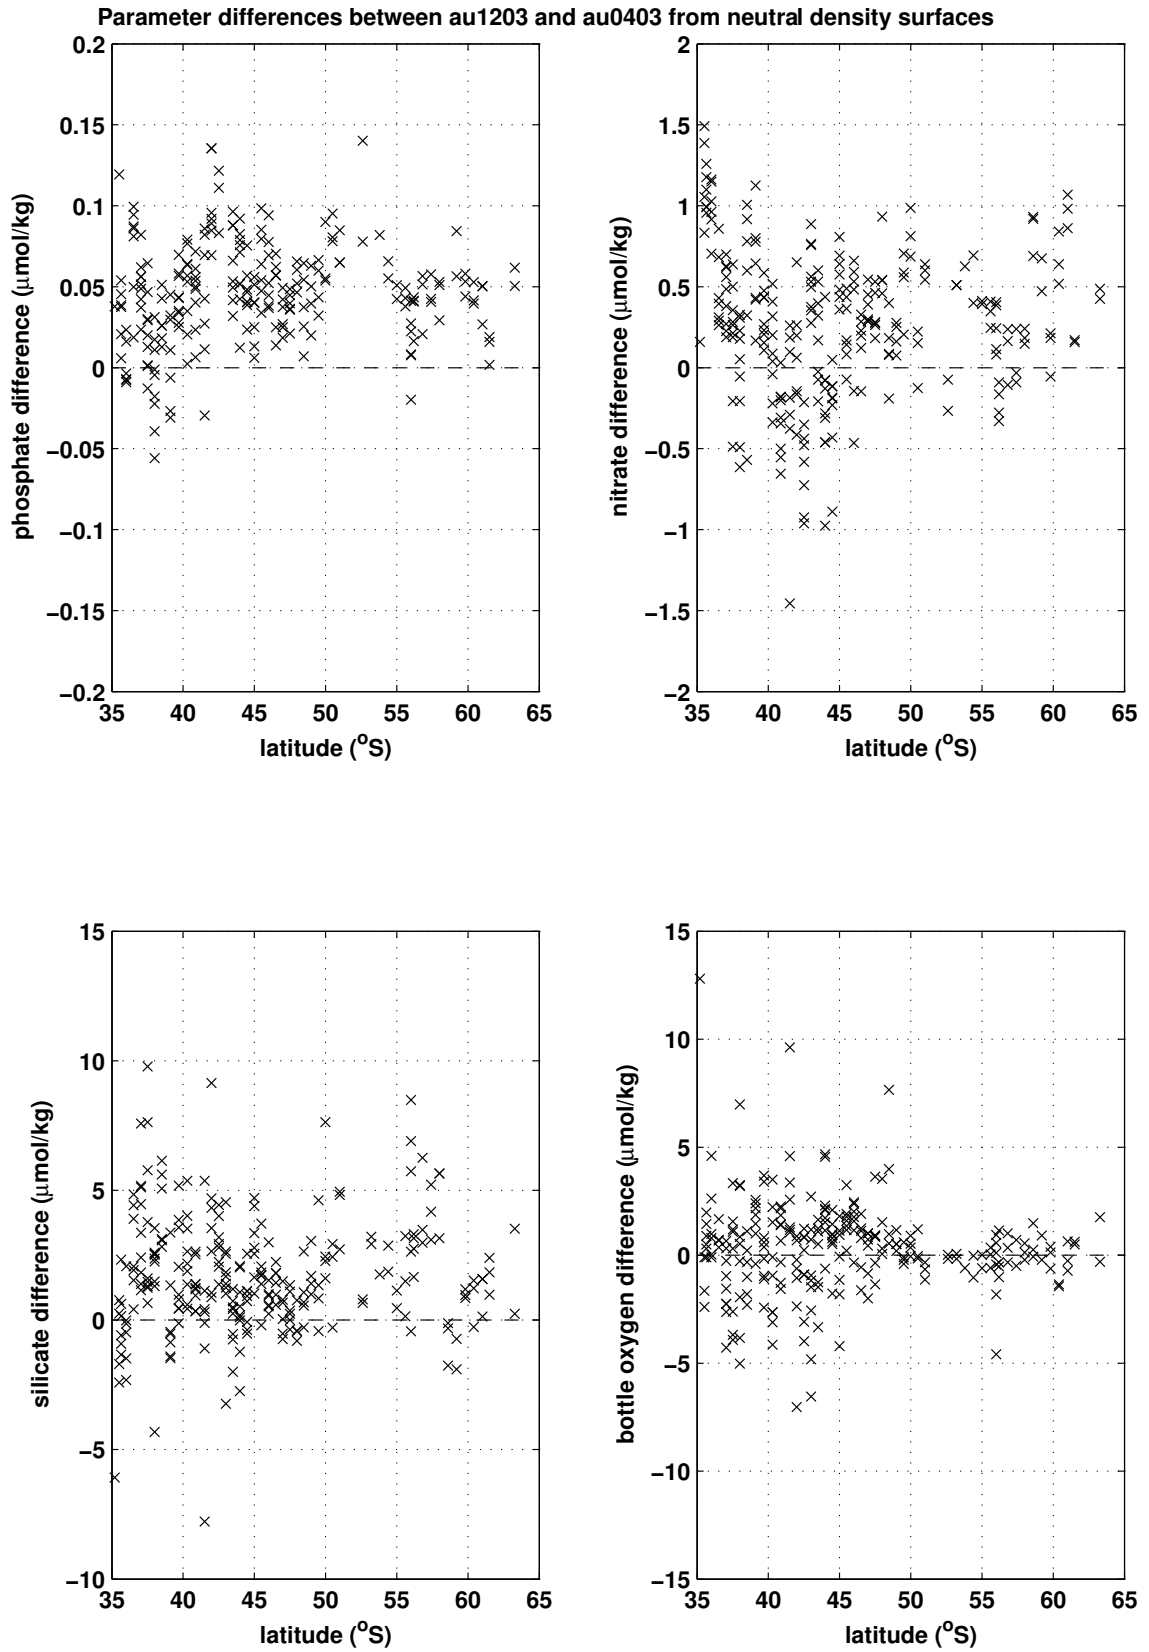 Parameter differences between au1203 and au0403 from neutral density surfaces
phosphate difference (μmol/kg)
0.2
0.15
0.1
0.05
0
−0.05
−0.1
−0.15
−0.2
35 40 45 50 55 60 65
latitude (°S)
nitrate difference (μmol/kg)
2
1.5
1
0.5
0
−0.5
−1
−1.5
−2
35 40 45 50 55 60 65
latitude (°S)
silicate difference (μmol/kg)
15
10
5
0
−5
−10
35 40 45 50 55 60 65
latitude (°S)
bottle oxygen difference (μmol/kg)
15
10
5
0
−5
−10
−15
35 40 45 50 55 60 65
latitude (°S)